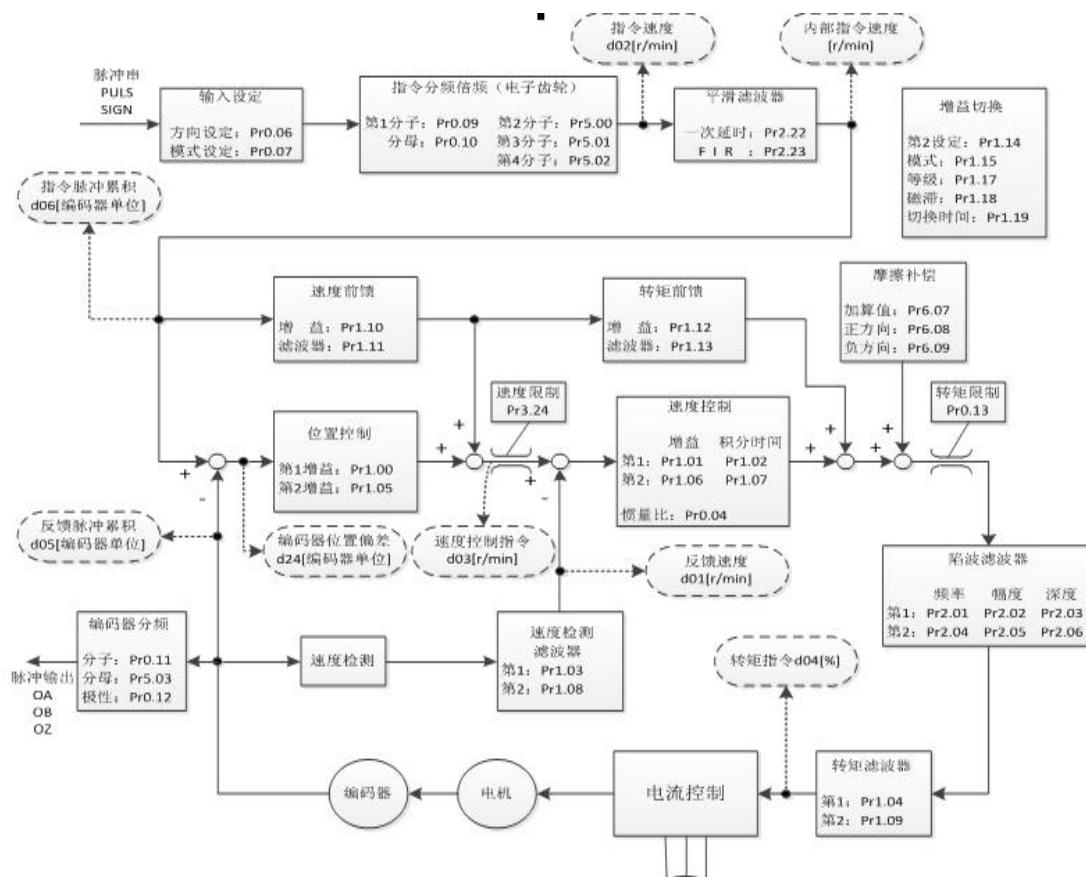 指令速度
d02[r/min]
内部指令速度
[r/min]
脉冲串
PULS
SIGN
输入设定
方向设定：Pr0.06
模式设定：Pr0.07
指令分频倍频（电子齿轮）
第1分子：Pr0.09 第2分子：Pr5.00
分母：Pr0.10 第3分子：Pr5.01
第4分子：Pr5.02
平滑滤波器
一次延时：Pr2.22
FIR ：Pr2.23
增益切换
第2设定：Pr1.14
模式：Pr1.15
等级：Pr1.17
磁滞：Pr1.18
切换时间：Pr1.19
指令脉冲累积
d06[编码器单位]
速度前馈
增 益：Pr1.10
滤波器：Pr1.11
转矩前馈
增 益：Pr1.12
滤波器：Pr1.13
摩擦补偿
加算值：Pr6.07
正方向：Pr6.08
负方向：Pr6.09
速度限制
Pr3.24
转矩限制
Pr0.13
位置控制
第1增益：Pr1.00
第2增益：Pr1.05
速度控制
增益 积分时间
第1：Pr1.01 Pr1.02
第2：Pr1.06 Pr1.07
惯量比：Pr0.04
+
-
+
+
+
-
+
+
+
+
反馈脉冲累积
d05[编码器单位]
编码器位置偏差
d24[编码器单位]
速度控制指令
d03[r/min]
反馈速度
d01[r/min]
陷波滤波器
频率 幅度 深度
第1：Pr2.01 Pr2.02 Pr2.03
第2：Pr2.04 Pr2.05 Pr2.06
编码器分频
分子：Pr0.11
分母：Pr5.03
极性：Pr0.12
脉冲输出
OA
OB
OZ
速度检测
速度检测
滤波器
第1：Pr1.03
第2：Pr1.08
转矩指令d04[%]
编码器
电机
电流控制
转矩滤波器
第1：Pr1.04
第2：Pr1.09